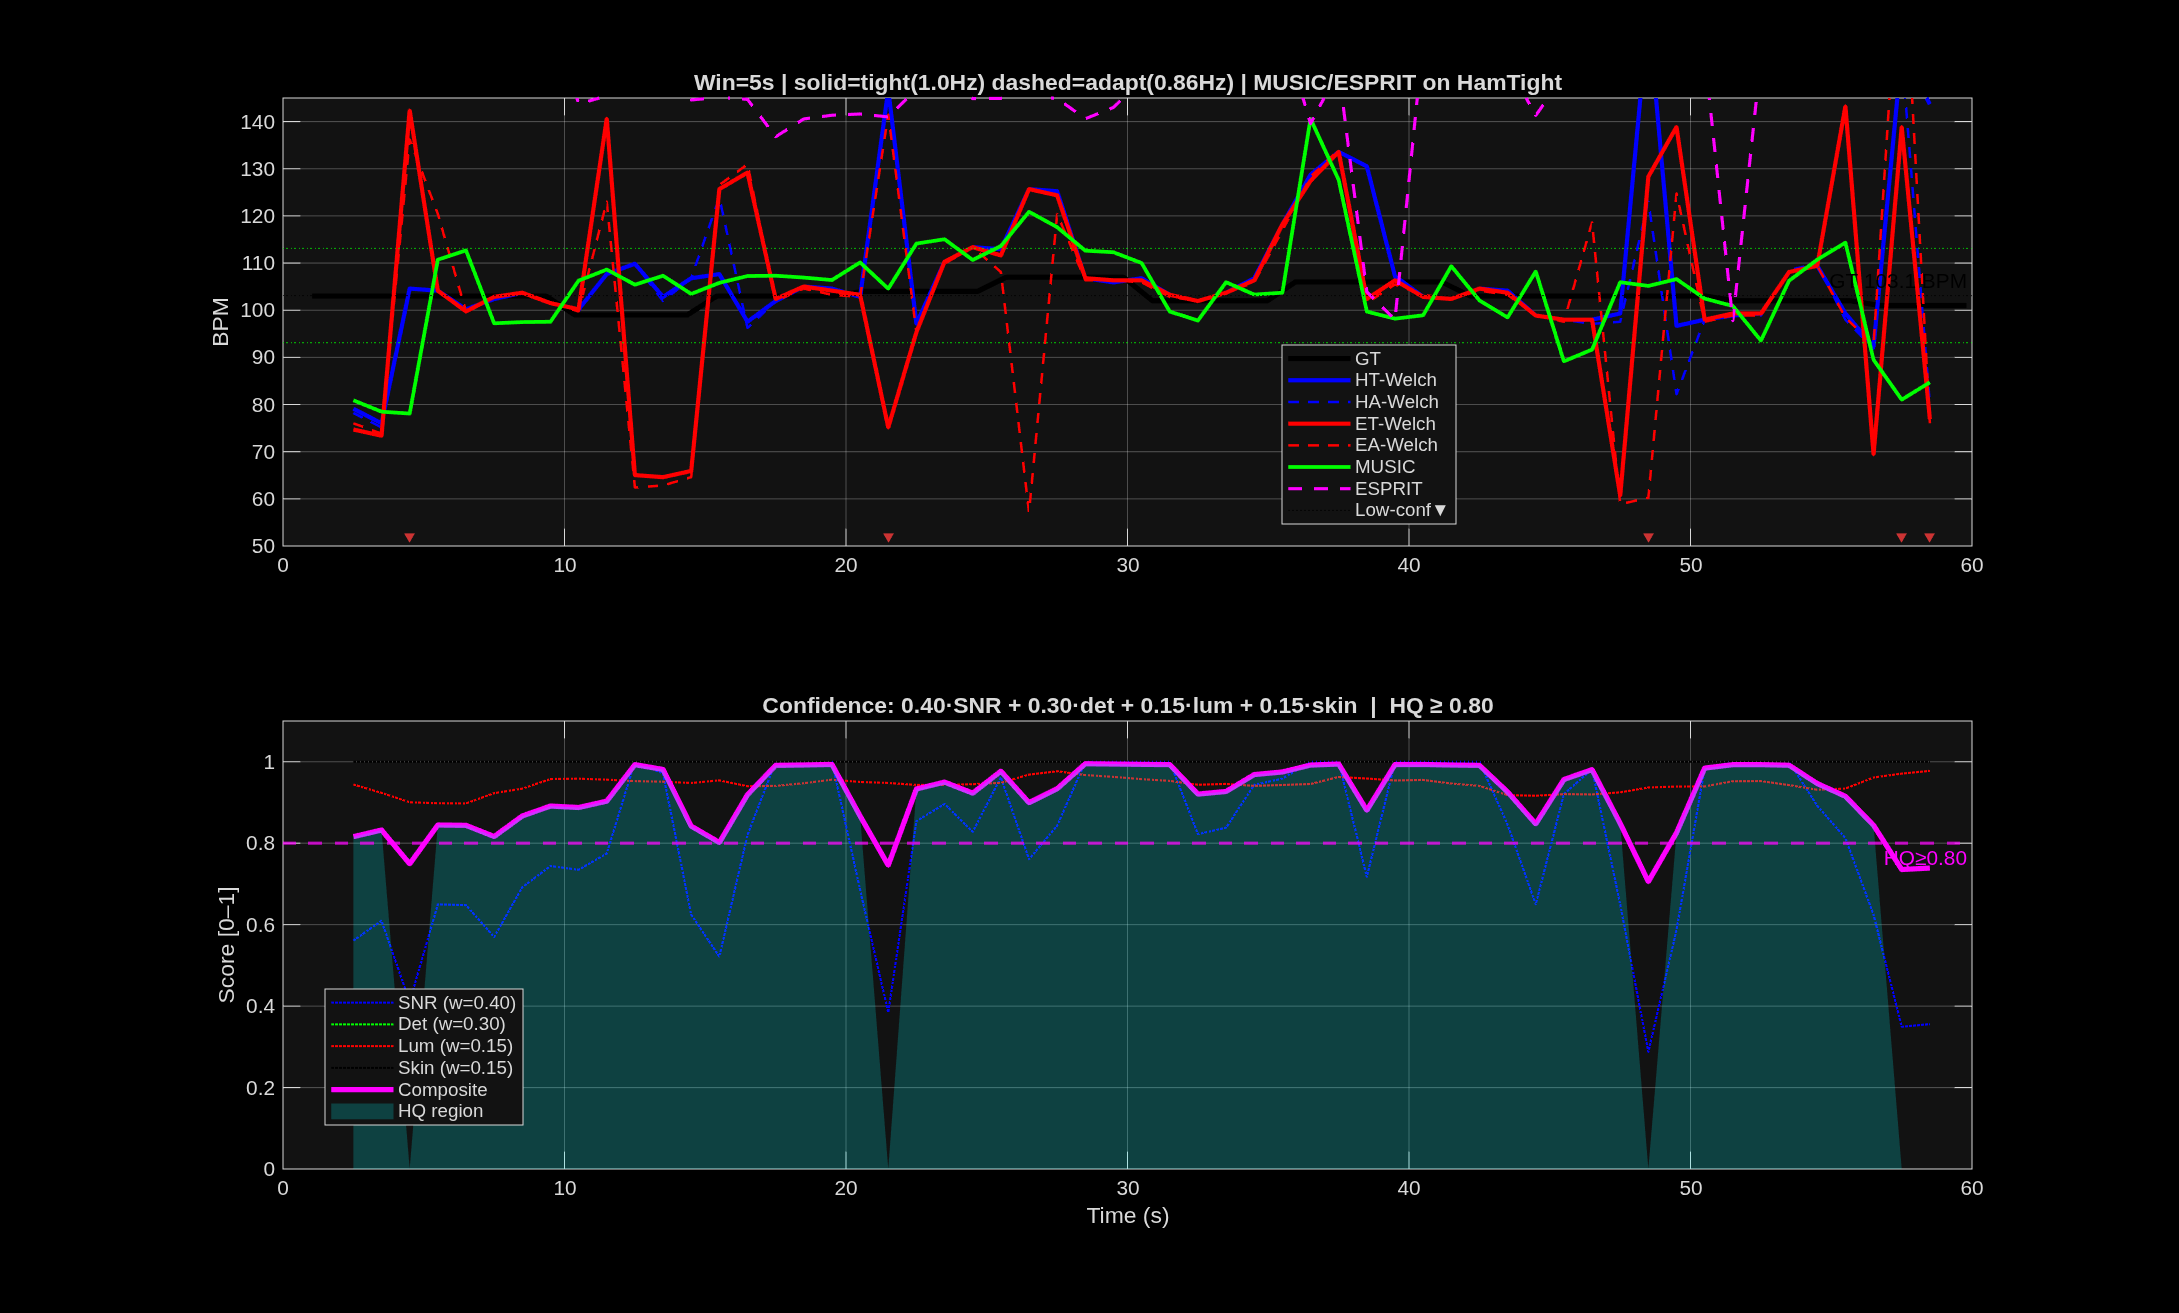 Win=5s | solid=tight(1.0Hz) dashed=adapt(0.86Hz) | MUSIC/ESPRIT on HamTight
BPM
140
130
120
110
100
90
80
70
60
50
0
10
20
30
40
50
60
GT 103.1 BPM
GT
HT-Welch
HA-Welch
ET-Welch
EA-Welch
MUSIC
ESPRIT
Low-conf▼
Confidence: 0.40·SNR + 0.30·det + 0.15·lum + 0.15·skin | HQ ≥ 0.80
Score [0–1]
1
0.8
0.6
0.4
0.2
0
HQ≥0.80
SNR (w=0.40)
Det (w=0.30)
Lum (w=0.15)
Skin (w=0.15)
Composite
HQ region
0
10
20
30
40
50
60
Time (s)